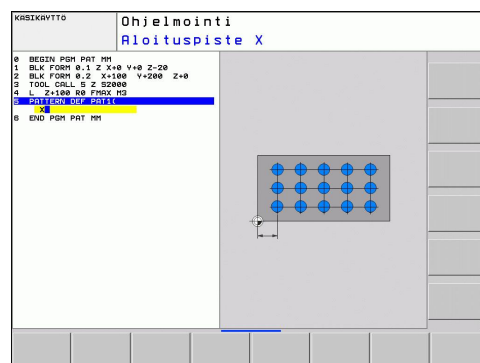 KÄSIKÄYTTÖ
Ohjelmointi
Aloituspiste X
0 BEGIN PGM PAT MM
1 BLK FORM 0.1 Z X+0 Y+0 Z-20
2 BLK FORM 0.2 X+100 Y+200 Z+0
3 TOOL CALL 5 Z S2000
4 L Z+100 R0 FMAX M3
5 PATTERN DEF PAT1(
X
6 END PGM PAT MM